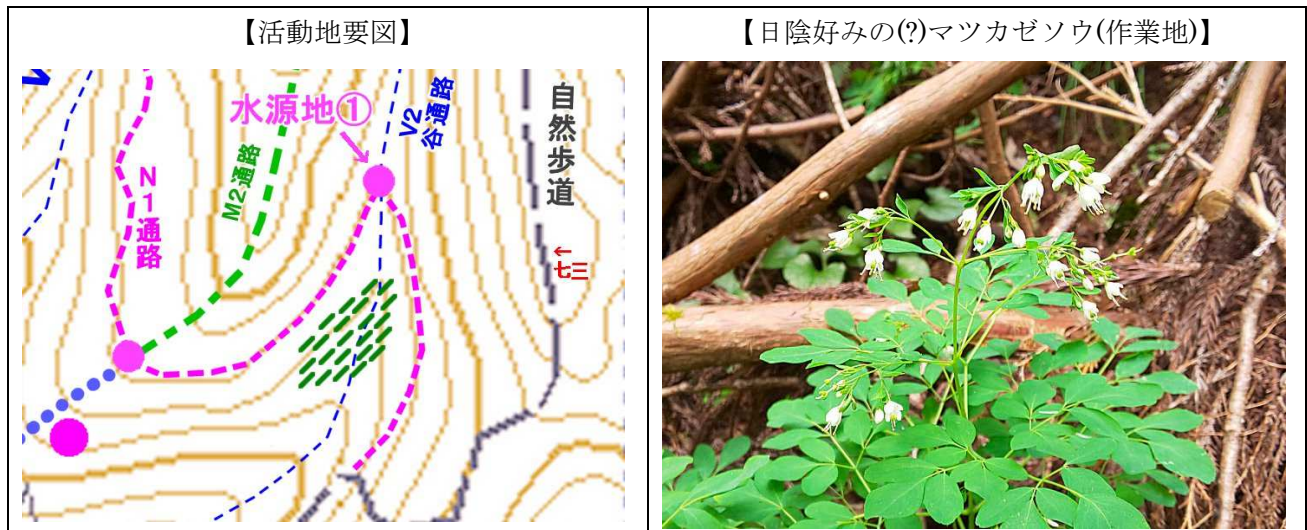 【活動地要図】
【日陰好みの(?)マツカゼソウ(作業地)】
水源地①
V2
谷通路
自然歩道
M2通路
N1通路
←
七三